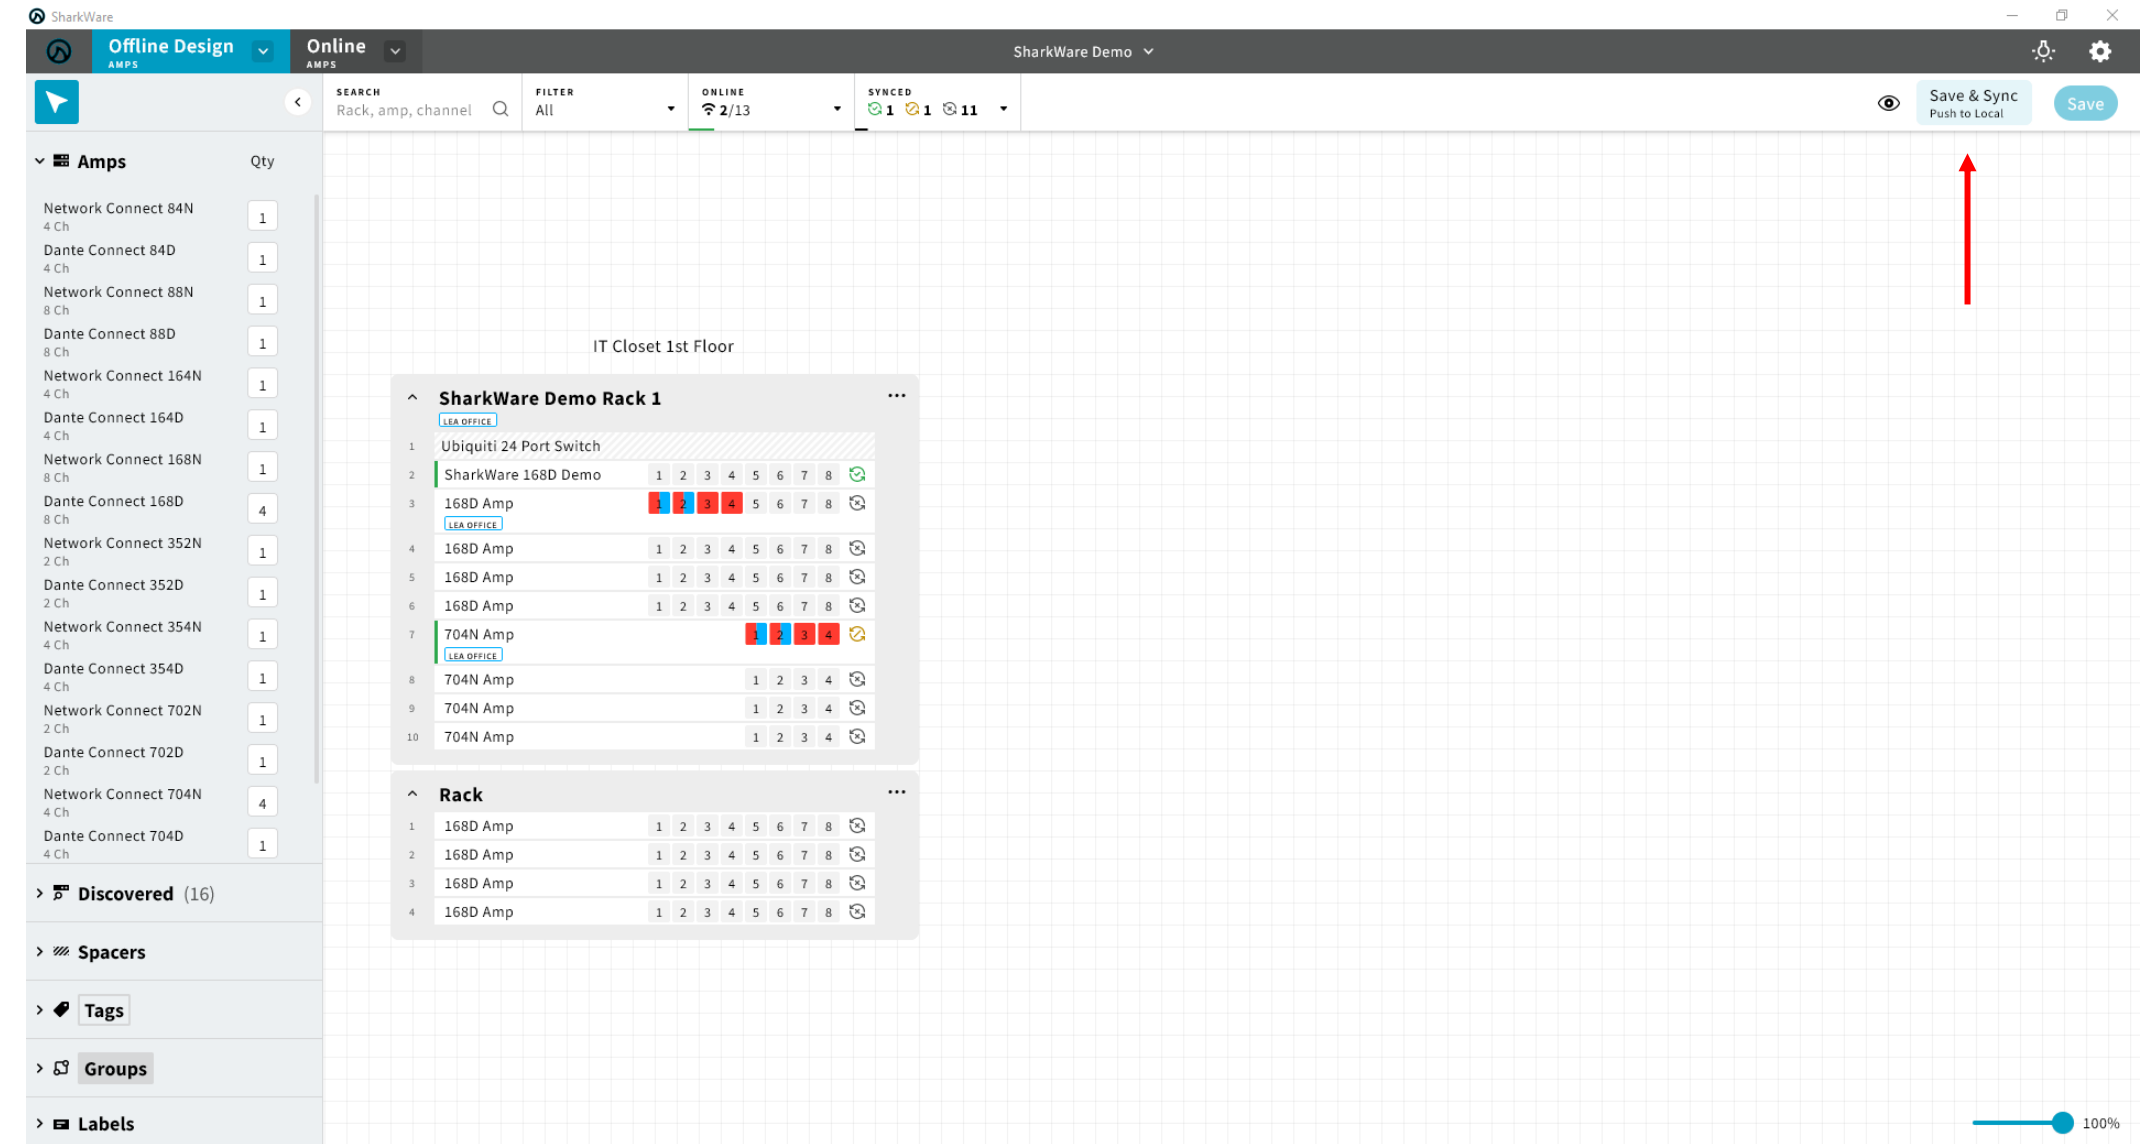 SharkWare
Offline Design
AMPS
Online
AMPS
SharkWare Demo
SEARCH
Rack, amp, channel
FILTER
All
ONLINE
2/13
SYNCED
1 1 11
Save & Sync
Push to Local
Save
Amps Qty
Network Connect 84N
4 Ch
1
Dante Connect 84D
4 Ch
1
Network Connect 88N
8 Ch
1
Dante Connect 88D
8 Ch
1
Network Connect 164N
4 Ch
1
Dante Connect 164D
4 Ch
1
Network Connect 168N
8 Ch
1
Dante Connect 168D
8 Ch
4
Network Connect 352N
2 Ch
1
Dante Connect 352D
2 Ch
1
Network Connect 354N
4 Ch
1
Dante Connect 354D
4 Ch
1
Network Connect 702N
2 Ch
1
Dante Connect 702D
2 Ch
1
Network Connect 704N
4 Ch
4
Dante Connect 704D
4 Ch
1
Discovered (16)
Spacers
Tags
Groups
Labels
IT Closet 1st Floor
SharkWare Demo Rack 1
LEA OFFICE
1 Ubiquiti 24 Port Switch
2 SharkWare 168D Demo 1 2 3 4 5 6 7 8
3 168D Amp 1 2 3 4 5 6 7 8
LEA OFFICE
4 168D Amp 1 2 3 4 5 6 7 8
5 168D Amp 1 2 3 4 5 6 7 8
6 168D Amp 1 2 3 4 5 6 7 8
7 704N Amp 1 2 3 4
LEA OFFICE
8 704N Amp 1 2 3 4
9 704N Amp 1 2 3 4
10 704N Amp 1 2 3 4
Rack
1 168D Amp 1 2 3 4 5 6 7 8
2 168D Amp 1 2 3 4 5 6 7 8
3 168D Amp 1 2 3 4 5 6 7 8
4 168D Amp 1 2 3 4 5 6 7 8
100%